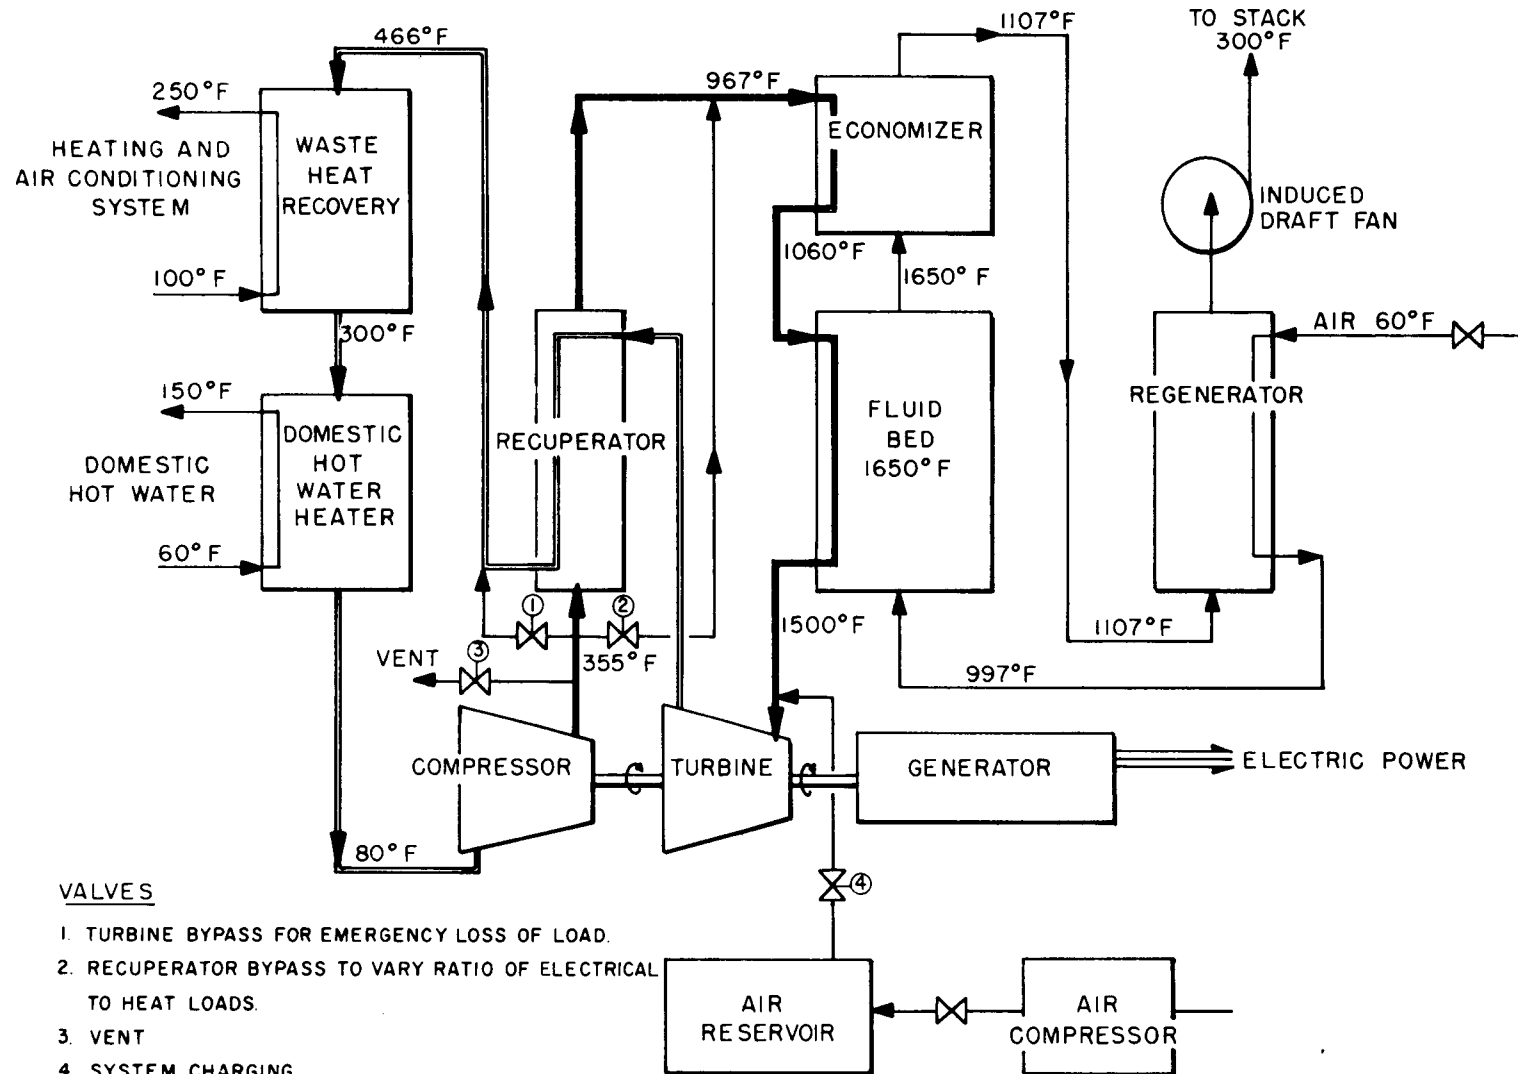 466°F
1107°F
TO STACK
300°F
250°F
967°F
HEATING AND
AIR CONDITIONING
SYSTEM
WASTE
HEAT
RECOVERY
ECONOMIZER
INDUCED
DRAFT FAN
100°F
1060°F
1650°F
300°F
AIR 60°F
150°F
REGENERATOR
DOMESTIC
HOT
WATER
HEATER
RECUPERATOR
FLUID
BED
1650°F
DOMESTIC
HOT WATER
60°F
1
2
1500°F
1107°F
3
VENT
355°F
997°F
COMPRESSOR
TURBINE
GENERATOR
ELECTRIC POWER
80°F
4
VALVES
1. TURBINE BYPASS FOR EMERGENCY LOSS OF LOAD.
2. RECUPERATOR BYPASS TO VARY RATIO OF ELECTRICAL
TO HEAT LOADS.
3. VENT
4. SYSTEM CHARGING
AIR
RESERVOIR
AIR
COMPRESSOR